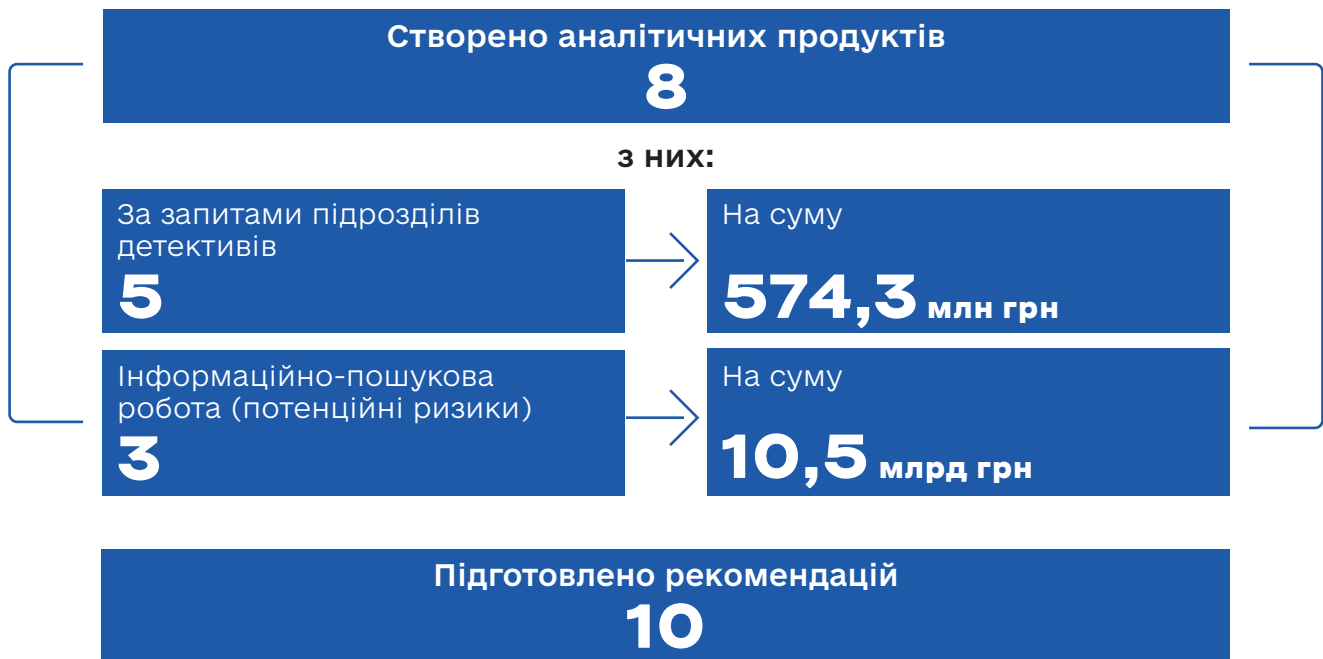 Створено аналітичних продуктів
8
з них:
За запитами підрозділів
детективів
5
На суму
574,3 млн грн
Інформаційно-пошукова
робота (потенційні ризики)
3
На суму
10,5 млрд грн
Підготовлено рекомендацій
10